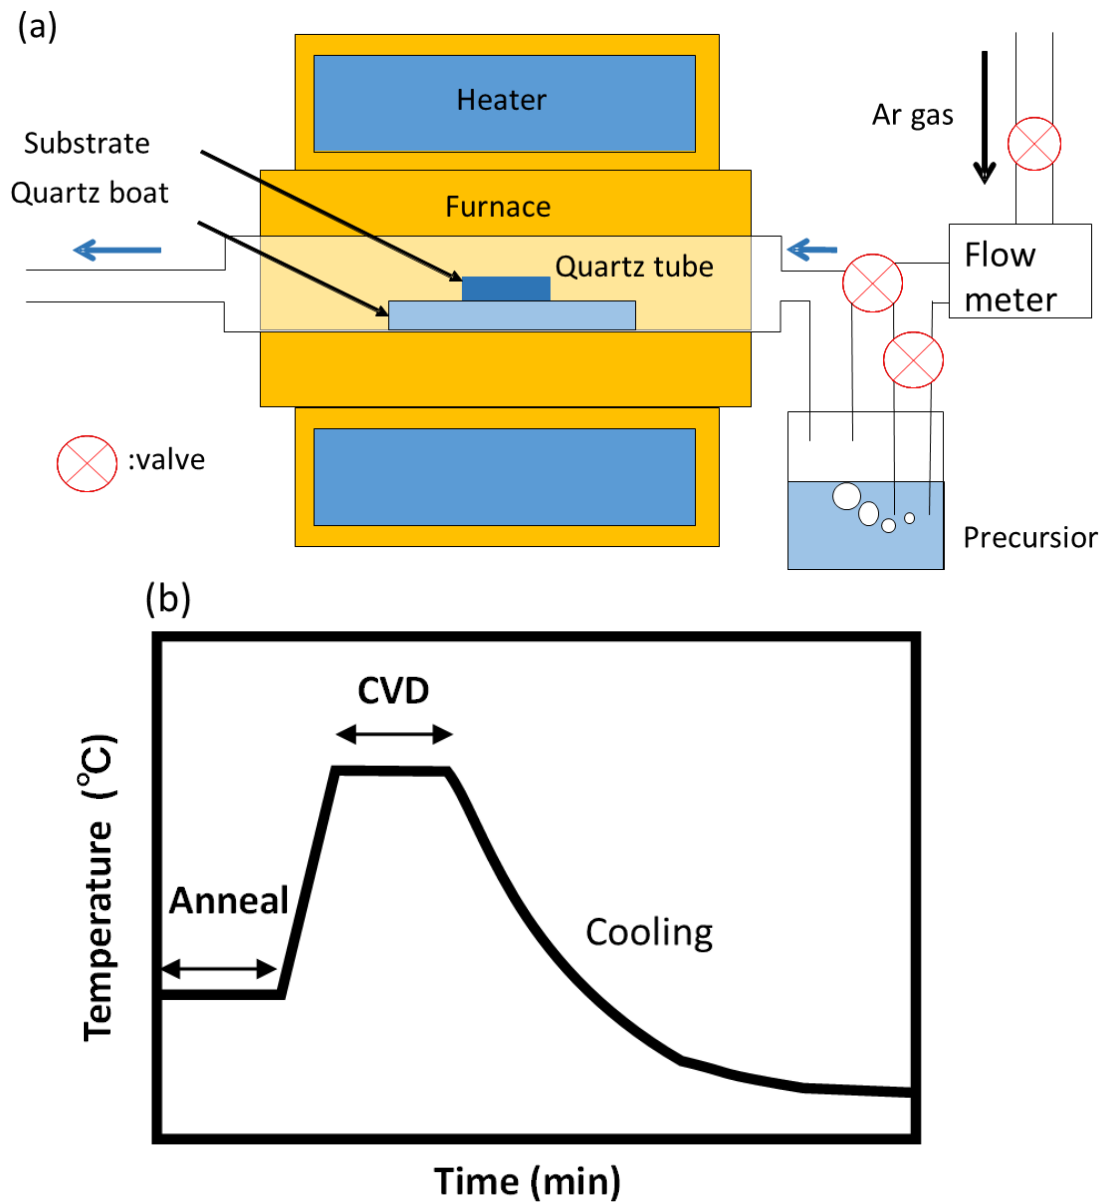 (a)
Heater
Ar gas
Substrate
Quartz boat
Furnace
Quartz tube
Flow
meter
:valve
Precursior
(b)
CVD
Anneal
Cooling
Temperature (℃)
Time (min)